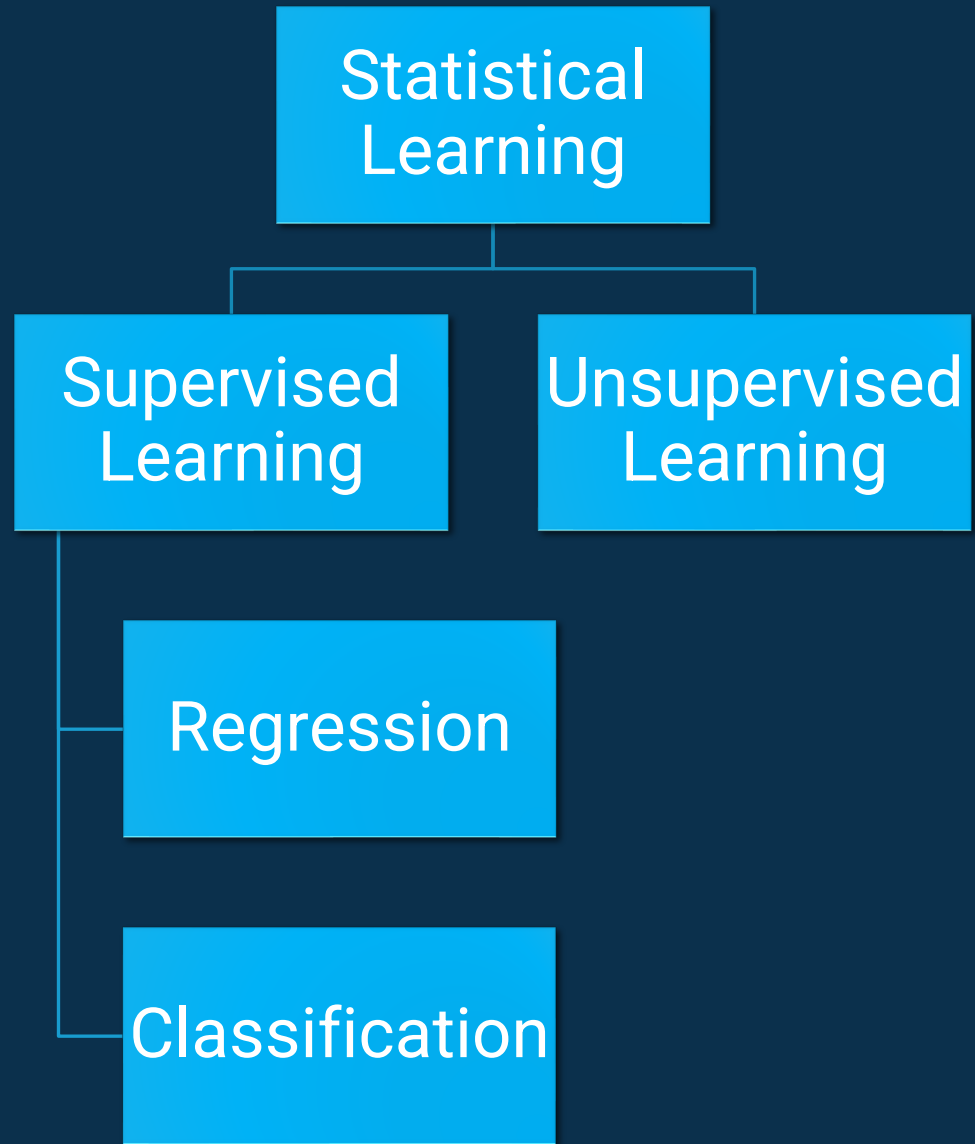 Statistical
Learning
Supervised
Learning
Unsupervised
Learning
Regression
Classification